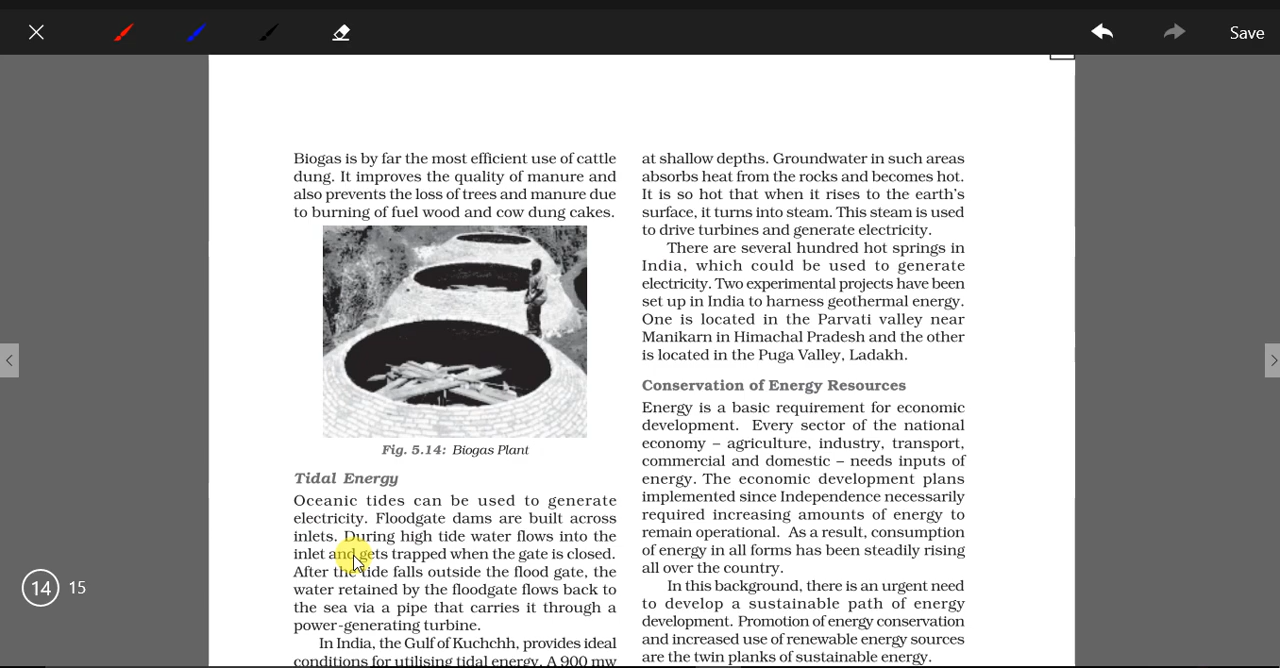 Save
Biogas is by far the most efficient use of cattle
dung. It improves the quality of manure and
also prevents the loss of trees and manure due
to burning of fuel wood and cow dung cakes.
Fig. 5.14: Biogas Plant
Tidal Energy
Oceanic tides can be used to generate
electricity. Floodgate dams are built across
inlets. During high tide water flows into the
inlet and gets trapped when the gate is closed.
After the tide falls outside the flood gate, the
water retained by the floodgate flows back to
the sea via a pipe that carries it through a
power-generating turbine.
In India, the Gulf of Kuchchh, provides ideal
conditions for utilising tidal energy. A 900 mw
at shallow depths. Groundwater in such areas
absorbs heat from the rocks and becomes hot.
It is so hot that when it rises to the earth's
surface, it turns into steam. This steam is used
to drive turbines and generate electricity.
There are several hundred hot springs in
India, which could be used to generate
electricity. Two experimental projects have been
set up in India to harness geothermal energy.
One is located in the Parvati valley near
Manikarn in Himachal Pradesh and the other
is located in the Puga Valley, Ladakh.
Conservation of Energy Resources
Energy is a basic requirement for economic
development. Every sector of the national
economy – agriculture, industry, transport,
commercial and domestic – needs inputs of
energy. The economic development plans
implemented since Independence necessarily
required increasing amounts of energy to
remain operational. As a result, consumption
of energy in all forms has been steadily rising
all over the country.
In this background, there is an urgent need
to develop a sustainable path of energy
development. Promotion of energy conservation
and increased use of renewable energy sources
are the twin planks of sustainable energy.
14 15